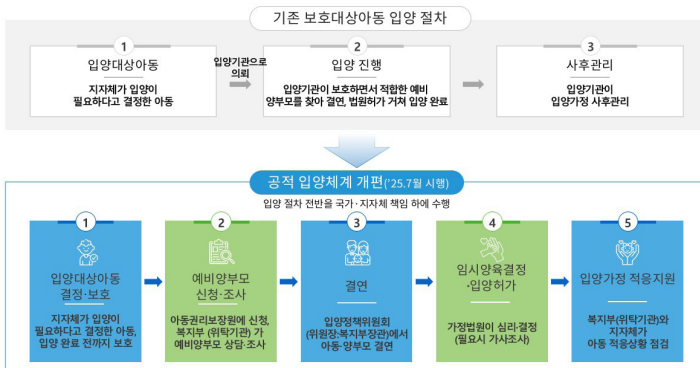 기존 보호대상아동 입양 절차
1
입양대상아동
지자체가 입양이
필요하다고 결정한 아동
입양기관으로
의뢰
2
입양 진행
입양기관이 보호하면서 적합한 예비
양부모를 찾아 결연, 법원허가 거쳐 입양 완료
3
사후관리
입양기관이
입양가정 사후관리
공적 입양체계 개편('25.7월 시행)
입양 절차 전반을 국가·지자체 책임 하에 수행
1
입양대상아동
결정·보호
지자체가 입양이
필요하다고 결정한 아동,
입양 완료 전까지 보호
2
예비양부모
신청·조사
아동권리보장원에 신청,
복지부 (위탁기관) 가
예비양부모 상담·조사
3
결연
입양정책위원회
(위원장:복지부장관)에서
아동·양부모 결연
4
임시양육결정
·입양허가
가정법원이 심리·결정
(필요시 가사조사)
5
입양가정 적응지원
복지부(위탁기관)와
지자체가
아동 적응상황 점검